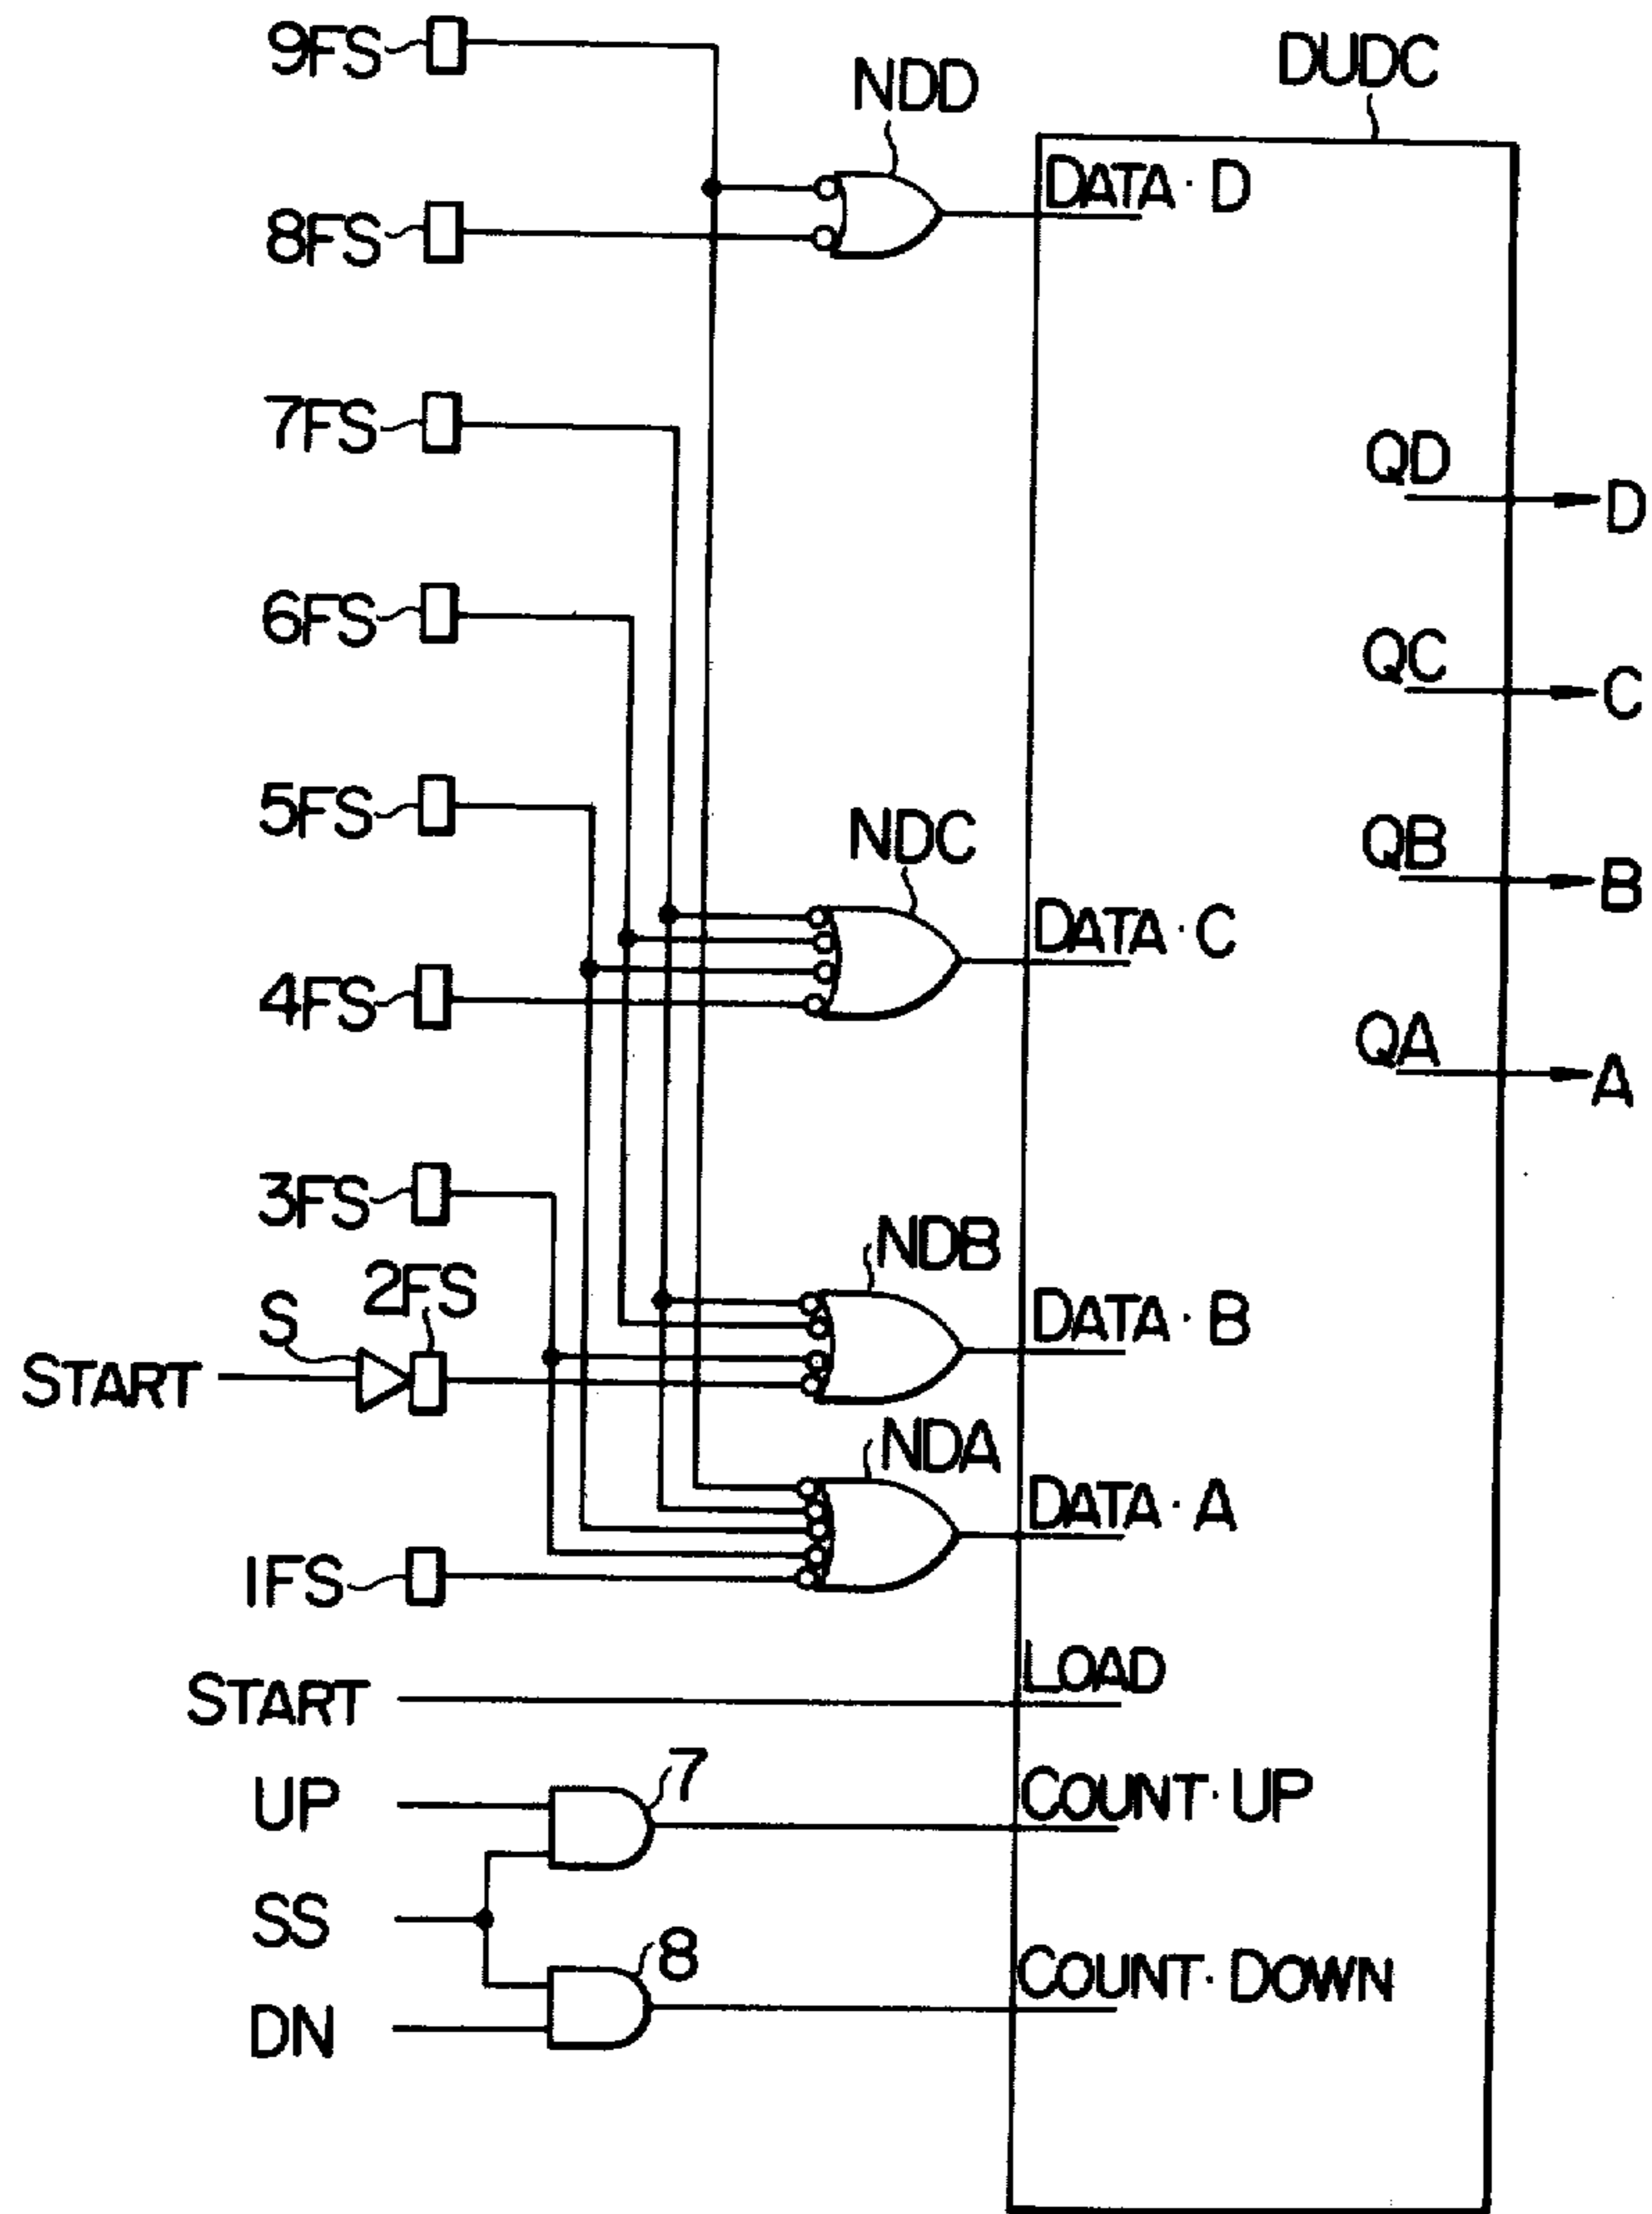 9FS
NDD
DUDC
DATA · D
8FS
7FS
QD
D
6FS
QC
C
5FS
NDC
QB
B
DATA · C
4FS
QA
A
3FS
NDB
S
2FS
DATA · B
START
NDA
DATA · A
1FS
LOAD
START
7
UP
COUNT · UP
SS
8
COUNT · DOWN
DN